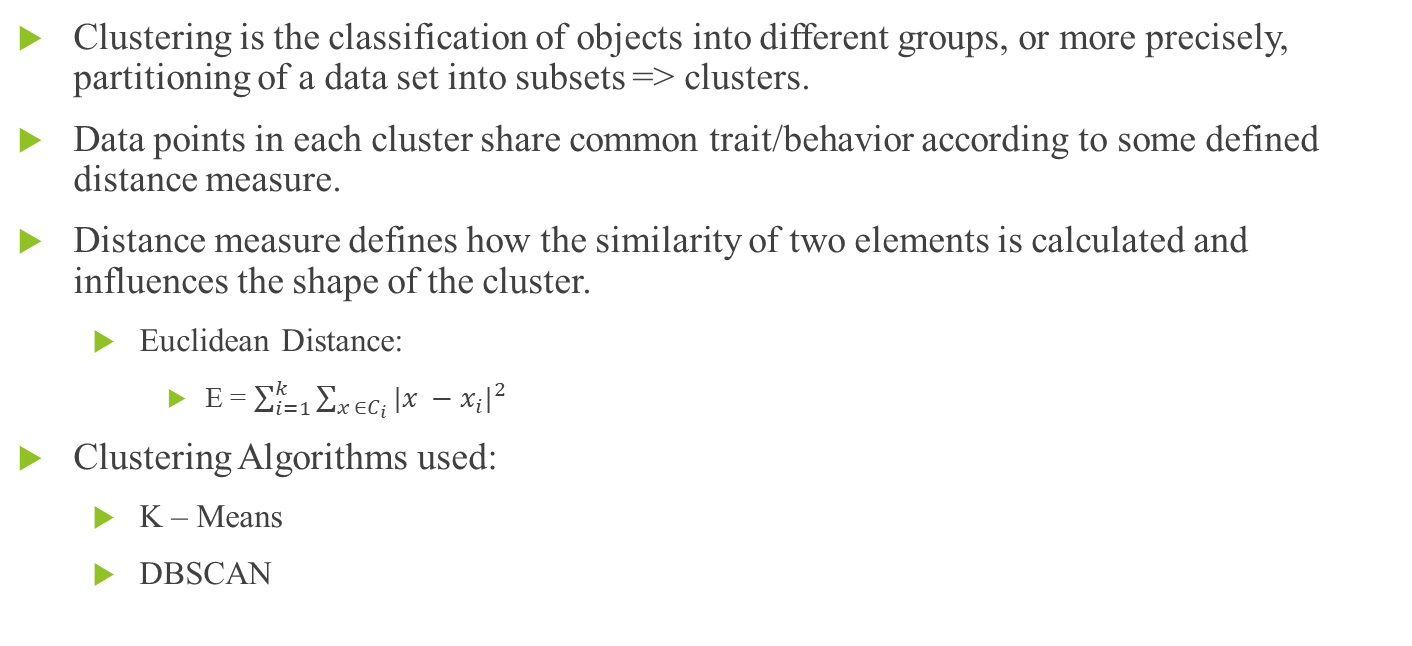 Clustering is the classification of objects into different groups, or more precisely,
partitioning of a data set into subsets => clusters.
Data points in each cluster share common trait/behavior according to some defined
distance measure.
Distance measure defines how the similarity of two elements is calculated and
influences the shape of the cluster.
Euclidean Distance:
E = ∑ᵢ₌₁ᵏ ∑ₓ ∈Cᵢ |x − xᵢ|²
Clustering Algorithms used:
K – Means
DBSCAN